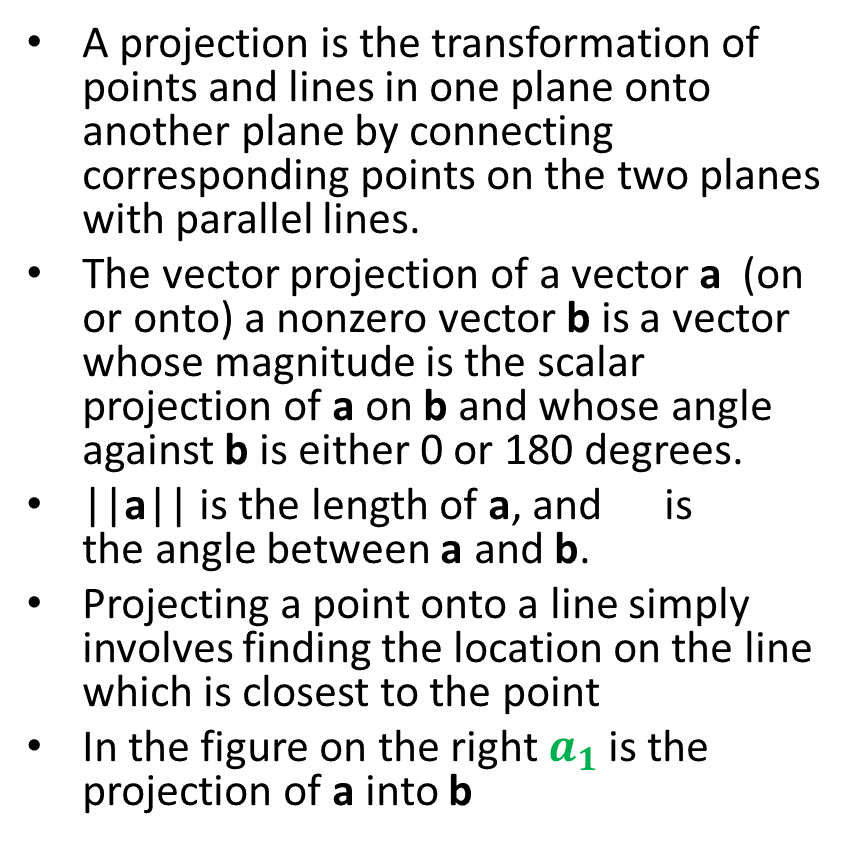 • A projection is the transformation of
points and lines in one plane onto
another plane by connecting
corresponding points on the two planes
with parallel lines.
• The vector projection of a vector a (on
or onto) a nonzero vector b is a vector
whose magnitude is the scalar
projection of a on b and whose angle
against b is either 0 or 180 degrees.
• ||a|| is the length of a, and is
the angle between a and b.
• Projecting a point onto a line simply
involves finding the location on the line
which is closest to the point
• In the figure on the right a₁ is the
projection of a into b